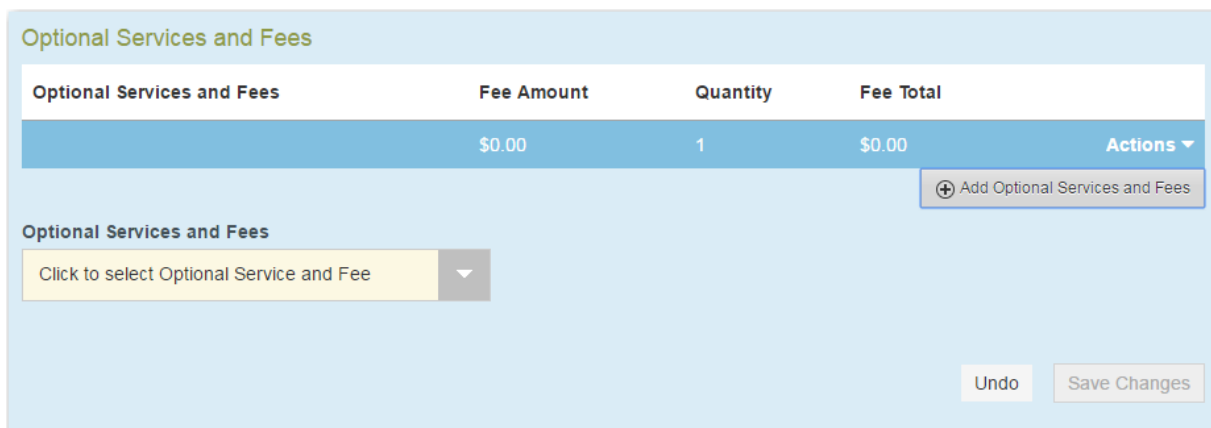 Optional Services and Fees
Optional Services and Fees Fee Amount Quantity Fee Total
$0.00 1 $0.00 Actions
Add Optional Services and Fees
Optional Services and Fees
Click to select Optional Service and Fee
Undo Save Changes